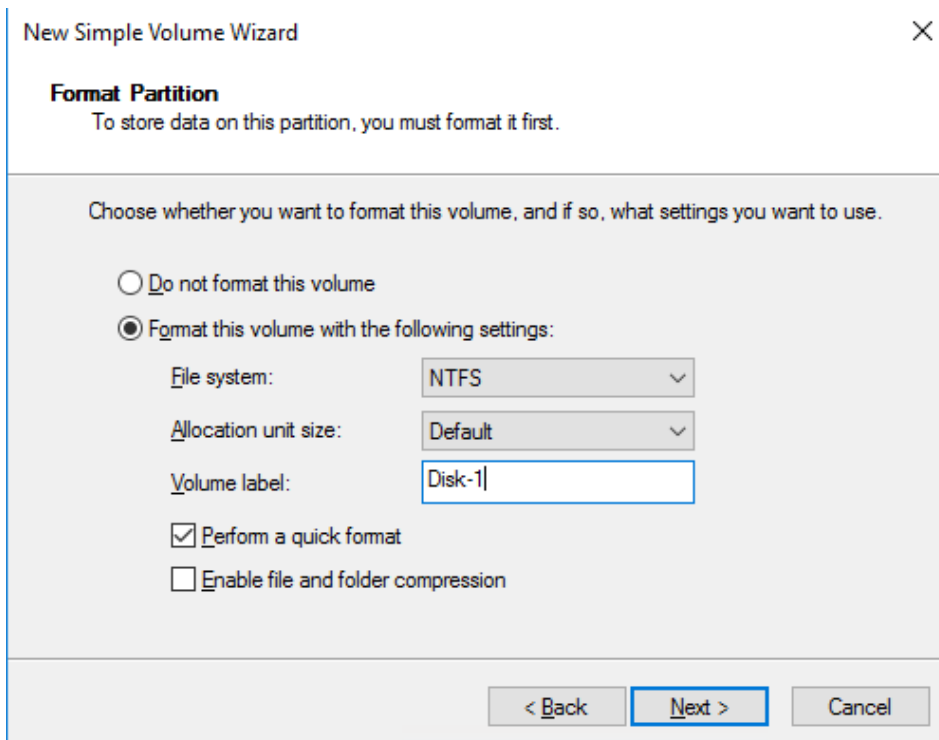 New Simple Volume Wizard
Format Partition
To store data on this partition, you must format it first.
Choose whether you want to format this volume, and if so, what settings you want to use.
Do not format this volume
Format this volume with the following settings:
File system: NTFS
Allocation unit size: Default
Volume label: Disk-1
Perform a quick format
Enable file and folder compression
< Back Next > Cancel